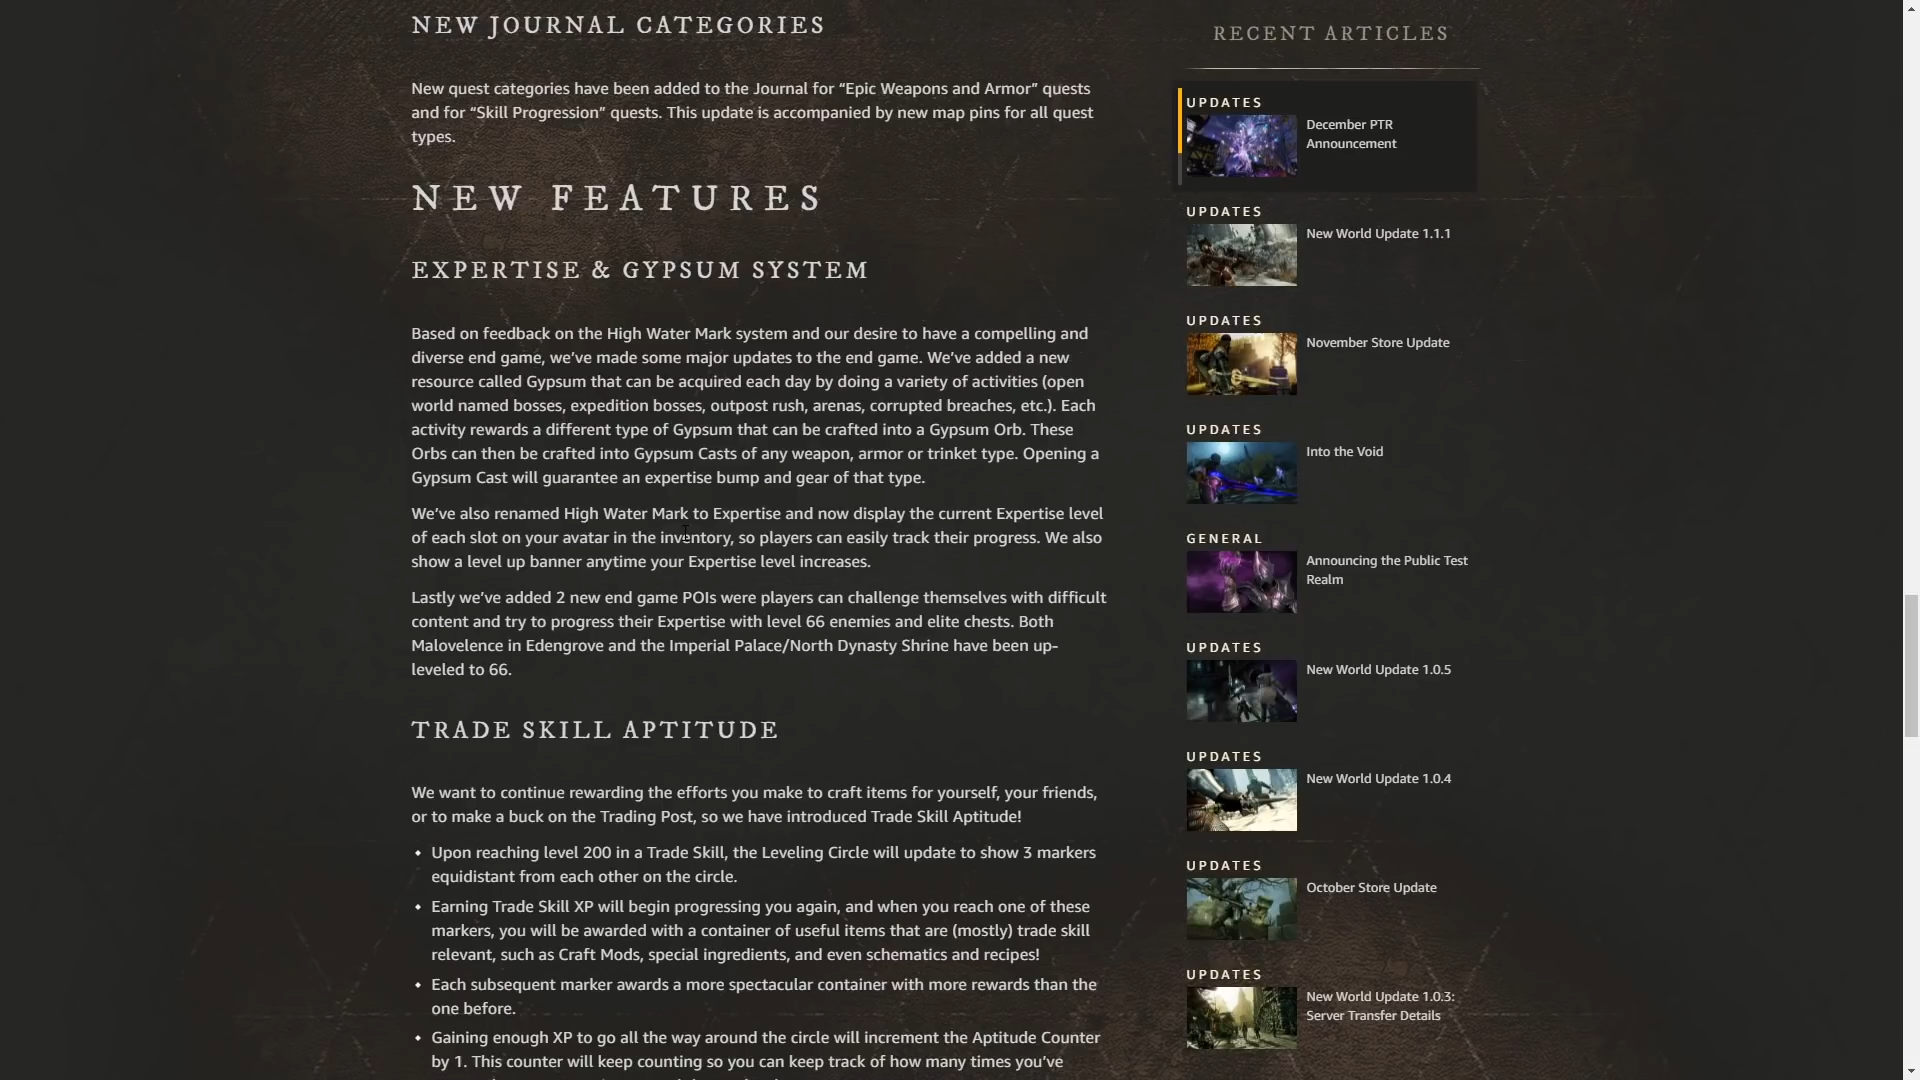 NEW JOURNAL CATEGORIES
New quest categories have been added to the Journal for “Epic Weapons and Armor” quests
and for “Skill Progression” quests. This update is accompanied by new map pins for all quest
types.
NEW FEATURES
EXPERTISE & GYPSUM SYSTEM
Based on feedback on the High Water Mark system and our desire to have a compelling and
diverse end game, we’ve made some major updates to the end game. We’ve added a new
resource called Gypsum that can be acquired each day by doing a variety of activities (open
world named bosses, expedition bosses, outpost rush, arenas, corrupted breaches, etc.). Each
activity rewards a different type of Gypsum that can be crafted into a Gypsum Orb. These
Orbs can then be crafted into Gypsum Casts of any weapon, armor or trinket type. Opening a
Gypsum Cast will guarantee an expertise bump and gear of that type.
We’ve also renamed High Water Mark to Expertise and now display the current Expertise level
of each slot on your avatar in the inventory, so players can easily track their progress. We also
show a level up banner anytime your Expertise level increases.
Lastly we’ve added 2 new end game POIs were players can challenge themselves with difficult
content and try to progress their Expertise with level 66 enemies and elite chests. Both
Malovelence in Edengrove and the Imperial Palace/North Dynasty Shrine have been up-
leveled to 66.
TRADE SKILL APTITUDE
We want to continue rewarding the efforts you make to craft items for yourself, your friends,
or to make a buck on the Trading Post, so we have introduced Trade Skill Aptitude!
Upon reaching level 200 in a Trade Skill, the Leveling Circle will update to show 3 markers
equidistant from each other on the circle.
Earning Trade Skill XP will begin progressing you again, and when you reach one of these
markers, you will be awarded with a container of useful items that are (mostly) trade skill
relevant, such as Craft Mods, special ingredients, and even schematics and recipes!
Each subsequent marker awards a more spectacular container with more rewards than the
one before.
Gaining enough XP to go all the way around the circle will increment the Aptitude Counter
by 1. This counter will keep counting so you can keep track of how many times you’ve
RECENT ARTICLES
UPDATES
December PTR
Announcement
UPDATES
New World Update 1.1.1
UPDATES
November Store Update
UPDATES
Into the Void
GENERAL
Announcing the Public Test
Realm
UPDATES
New World Update 1.0.5
UPDATES
New World Update 1.0.4
UPDATES
October Store Update
UPDATES
New World Update 1.0.3:
Server Transfer Details